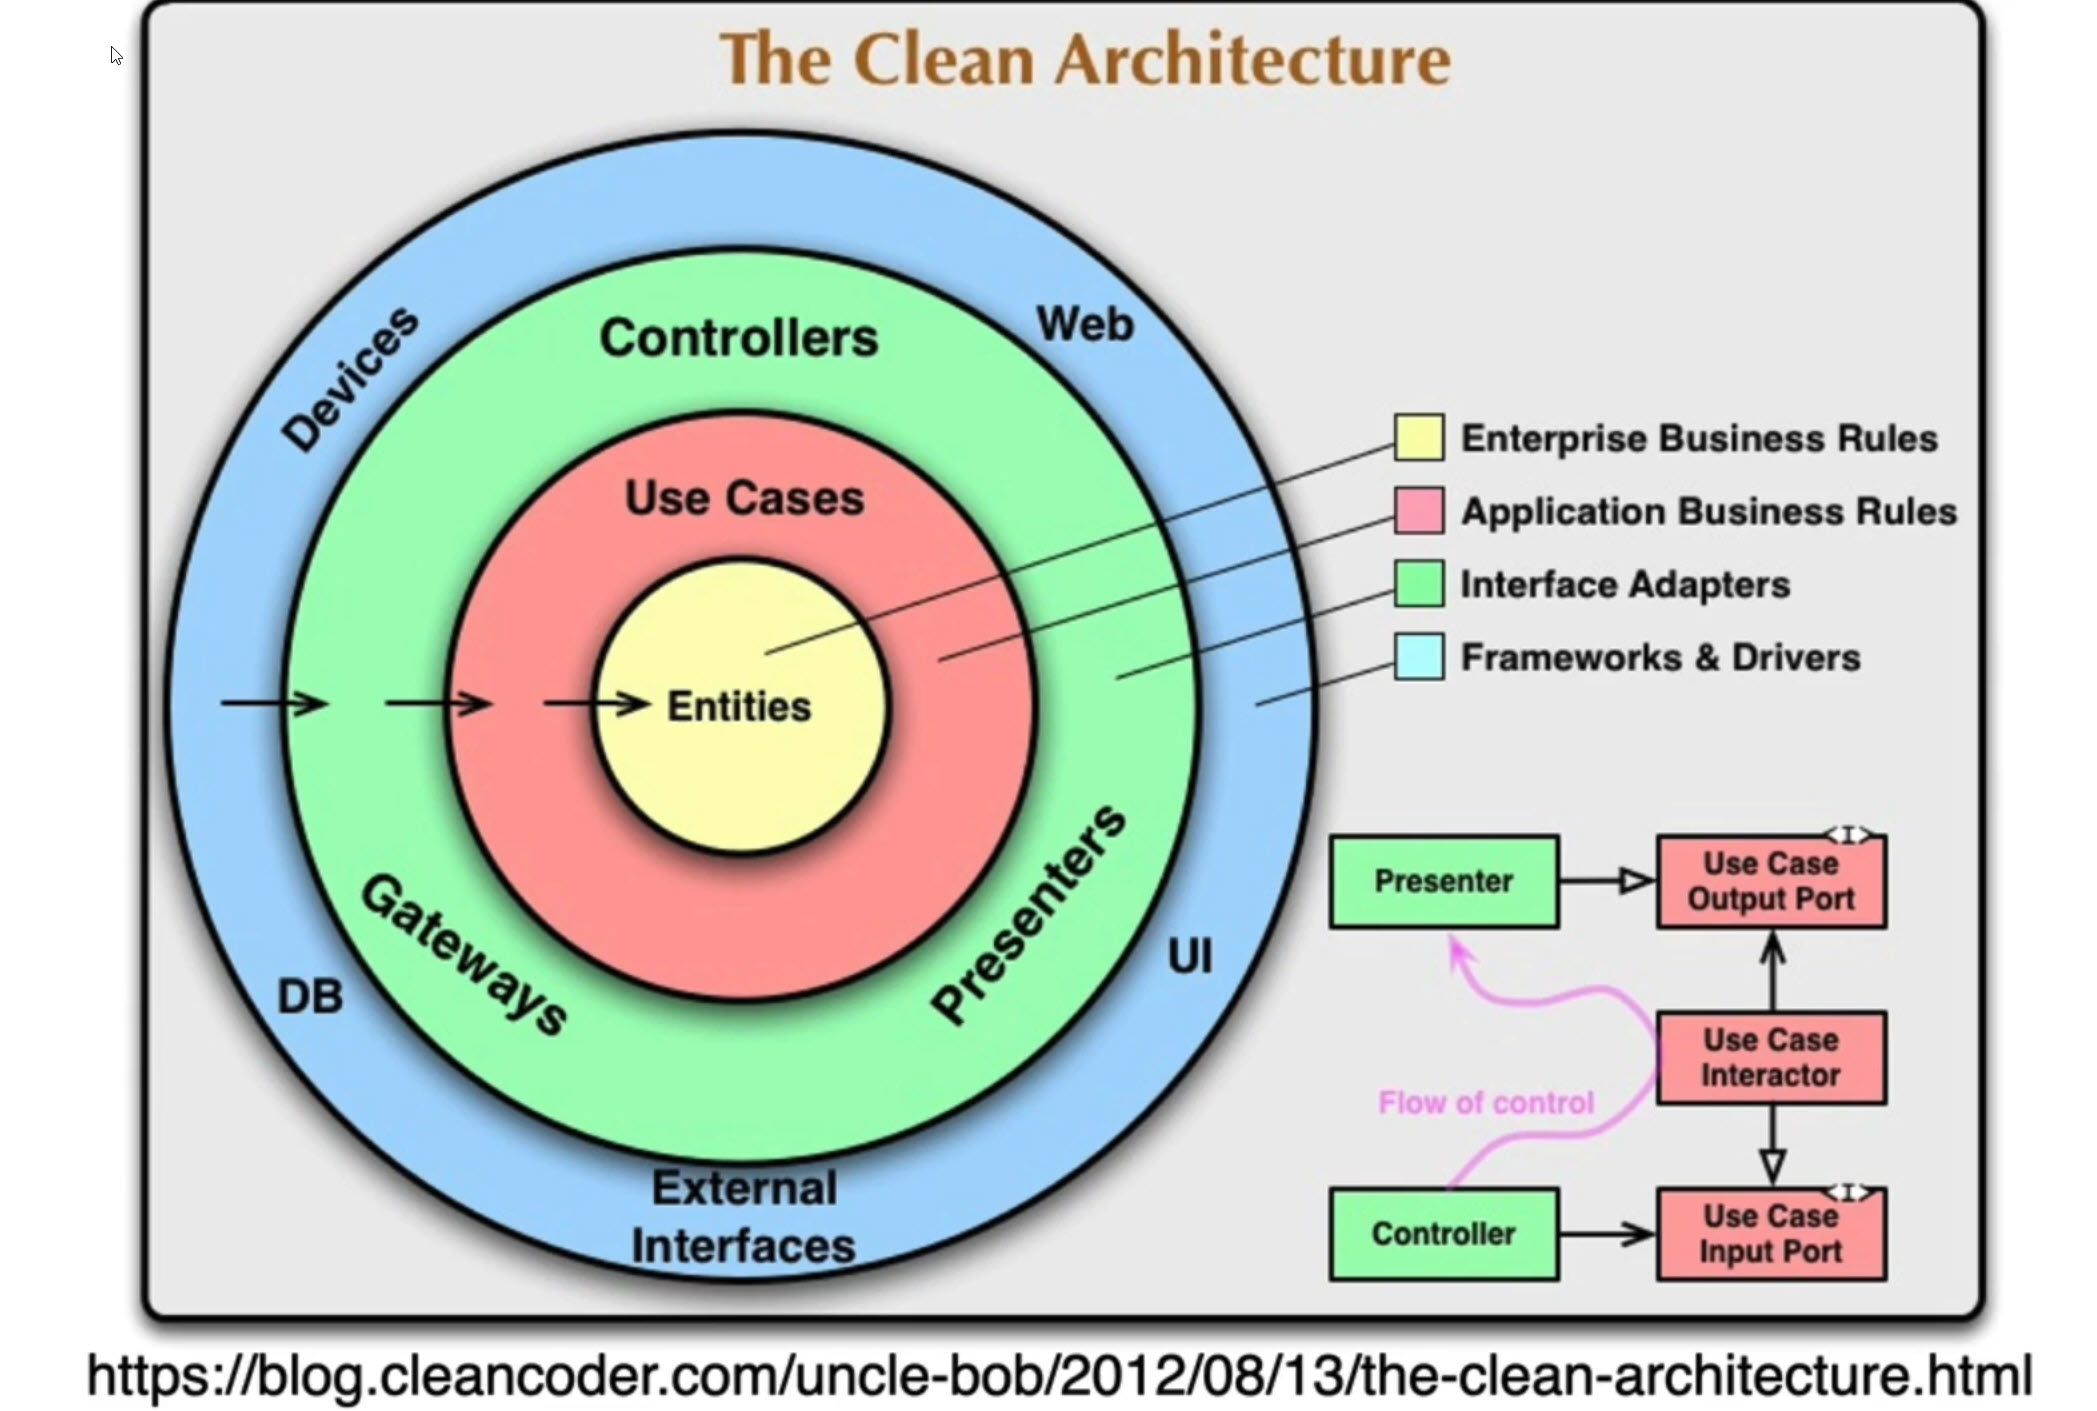 The Clean Architecture
Devices
Controllers
Web
Use Cases
Entities
Gateways
Presenters
DB
UI
External
Interfaces
Enterprise Business Rules
Application Business Rules
Interface Adapters
Frameworks & Drivers
Presenter
<I>
Use Case
Output Port
Use Case
Interactor
Flow of control
Controller
<I>
Use Case
Input Port
https://blog.cleancoder.com/uncle-bob/2012/08/13/the-clean-architecture.html